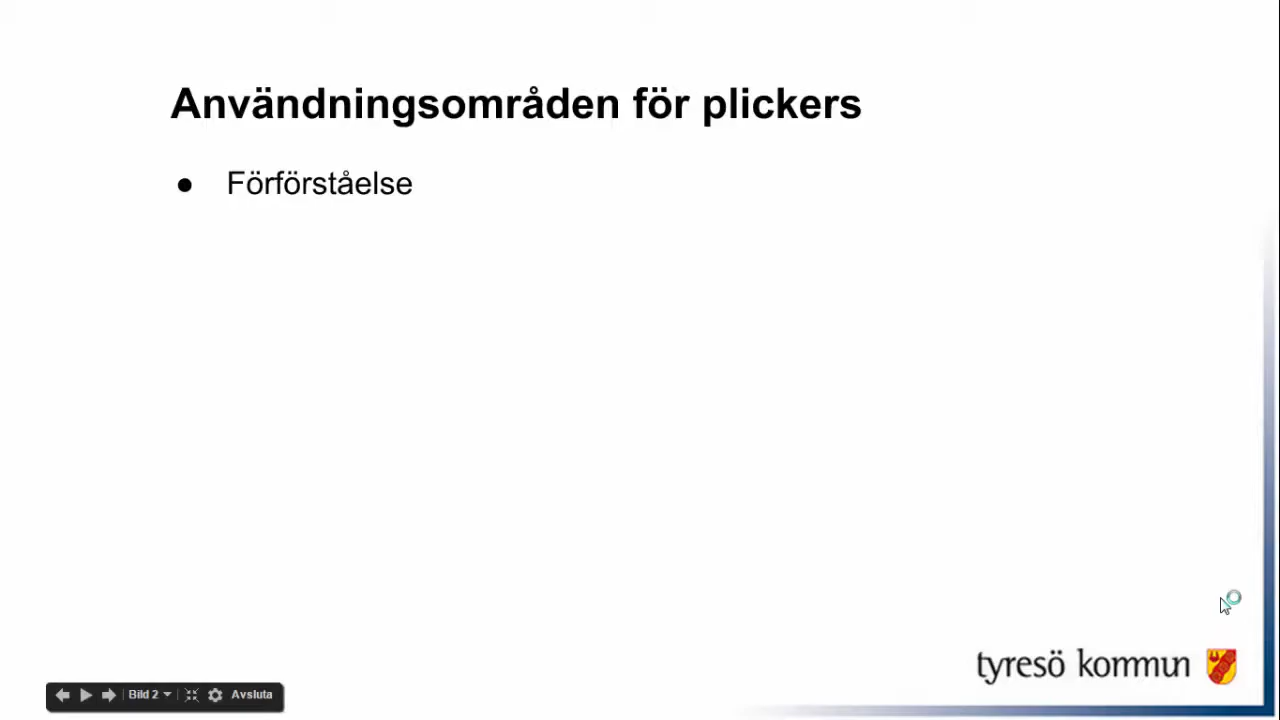 Användningsområden för plickers
● Förförståelse
tyresö kommun
Bild 2 Avsluta